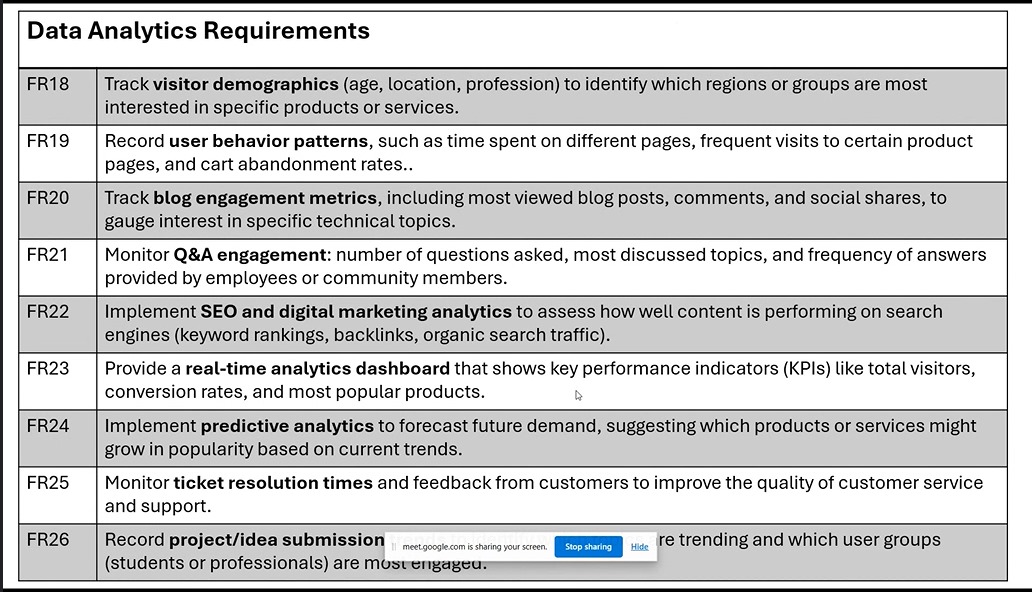 Data Analytics Requirements
FR18 Track visitor demographics (age, location, profession) to identify which regions or groups are most
interested in specific products or services.
FR19 Record user behavior patterns, such as time spent on different pages, frequent visits to certain product
pages, and cart abandonment rates..
FR20 Track blog engagement metrics, including most viewed blog posts, comments, and social shares, to
gauge interest in specific technical topics.
FR21 Monitor Q&A engagement: number of questions asked, most discussed topics, and frequency of answers
provided by employees or community members.
FR22 Implement SEO and digital marketing analytics to assess how well content is performing on search
engines (keyword rankings, backlinks, organic search traffic).
FR23 Provide a real-time analytics dashboard that shows key performance indicators (KPIs) like total visitors,
conversion rates, and most popular products.
FR24 Implement predictive analytics to forecast future demand, suggesting which products or services might
grow in popularity based on current trends.
FR25 Monitor ticket resolution times and feedback from customers to improve the quality of customer service
and support.
FR26 Record project/idea submission re trending and which user groups
(students or professionals) are most engaged.
meet.google.com is sharing your screen. Stop sharing Hide